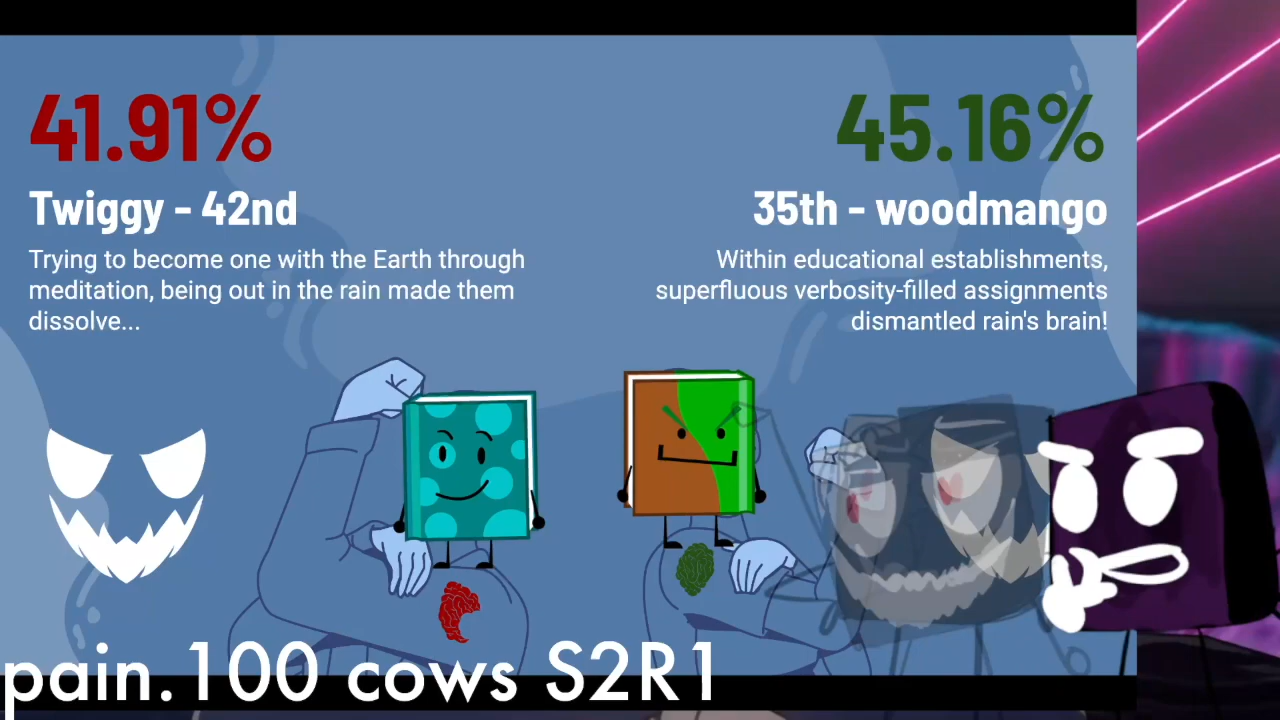 41.91%
Twiggy - 42nd
Trying to become one with the Earth through
meditation, being out in the rain made them
dissolve...
45.16%
35th - woodmango
Within educational establishments,
superfluous verbosity-filled assignments
dismantled rain's brain!
pain.100 cows S2R1